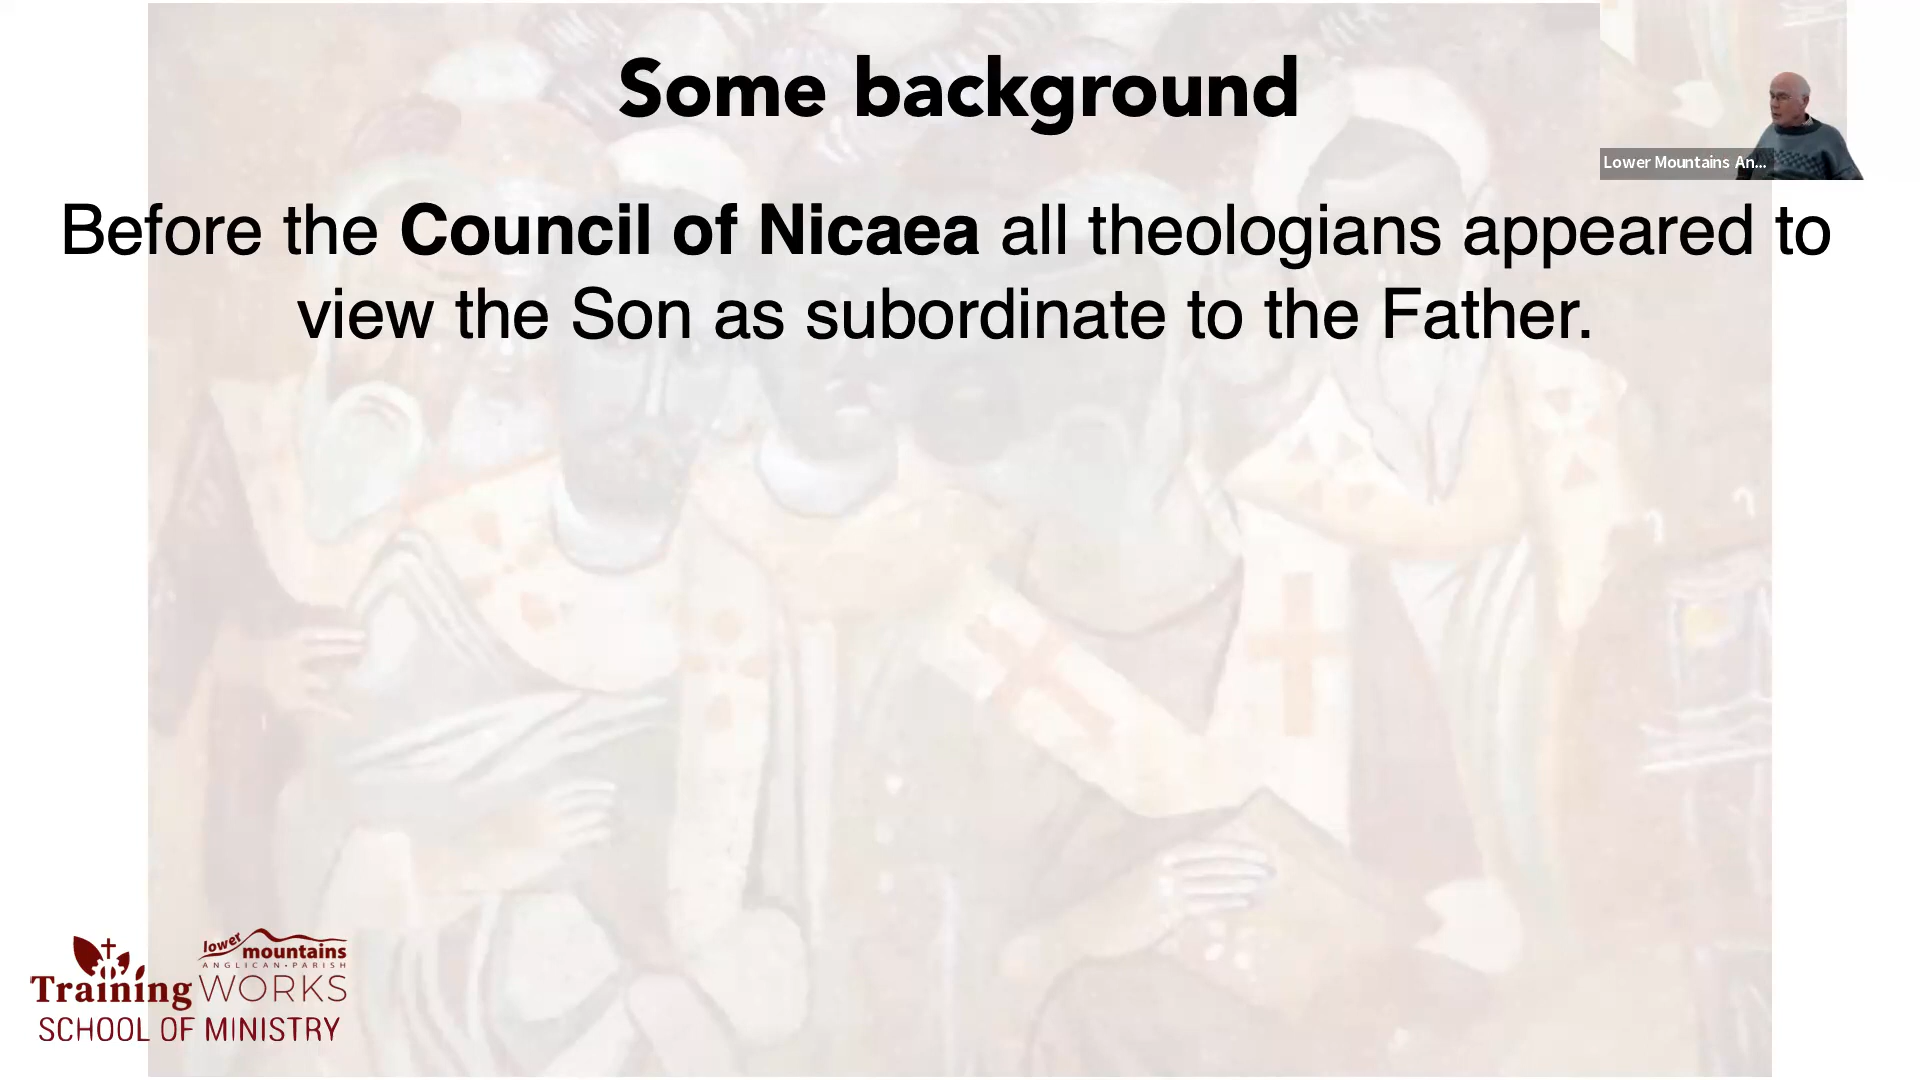 Some background
Lower Mountains An...
Before the Council of Nicaea all theologians appeared to
view the Son as subordinate to the Father.
lower
mountains
ANGLICAN•PARISH
Training WORKS
SCHOOL OF MINISTRY